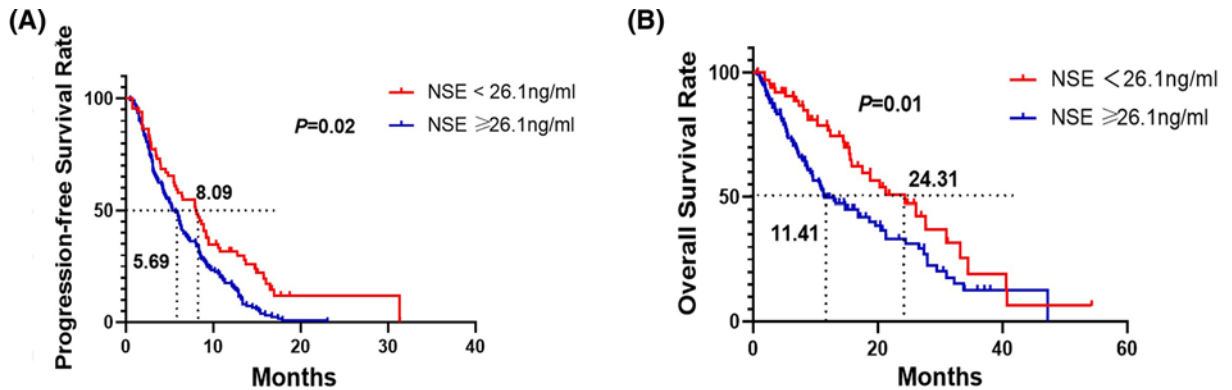 (A)
Progression-free Survival Rate
100
50
0
0
10
20
30
40
Months
NSE < 26.1ng/ml
NSE ≥26.1ng/ml
P=0.02
8.09
5.69
(B)
Overall Survival Rate
100
50
0
0
20
40
60
Months
NSE <26.1ng/ml
NSE ≥26.1ng/ml
P=0.01
24.31
11.41